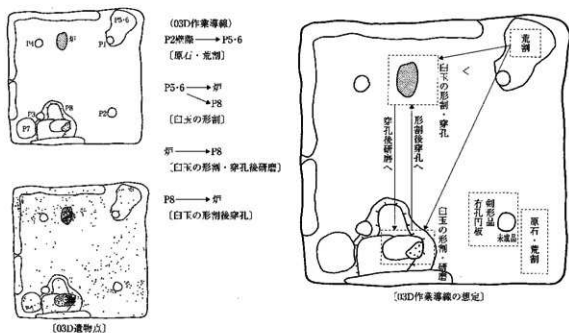 P5·6
P4
炉
P1
P3
P8
P2
P7
(03D作業導線)
P2壁際→P5·6
[原石・荒割]
P5·6→炉
P8
[臼玉の形割]
炉→P8
[臼玉の形割・穿孔後研磨]
P8→炉
[臼玉の形割後穿孔]
[03D遺物点]
荒割
臼玉の形割・穿孔
穿孔後研磨へ
形割後穿孔へ
臼玉の形割・研磨
剣形品
有孔円板
未成品
原石・荒割
[03D作業導線の想定]